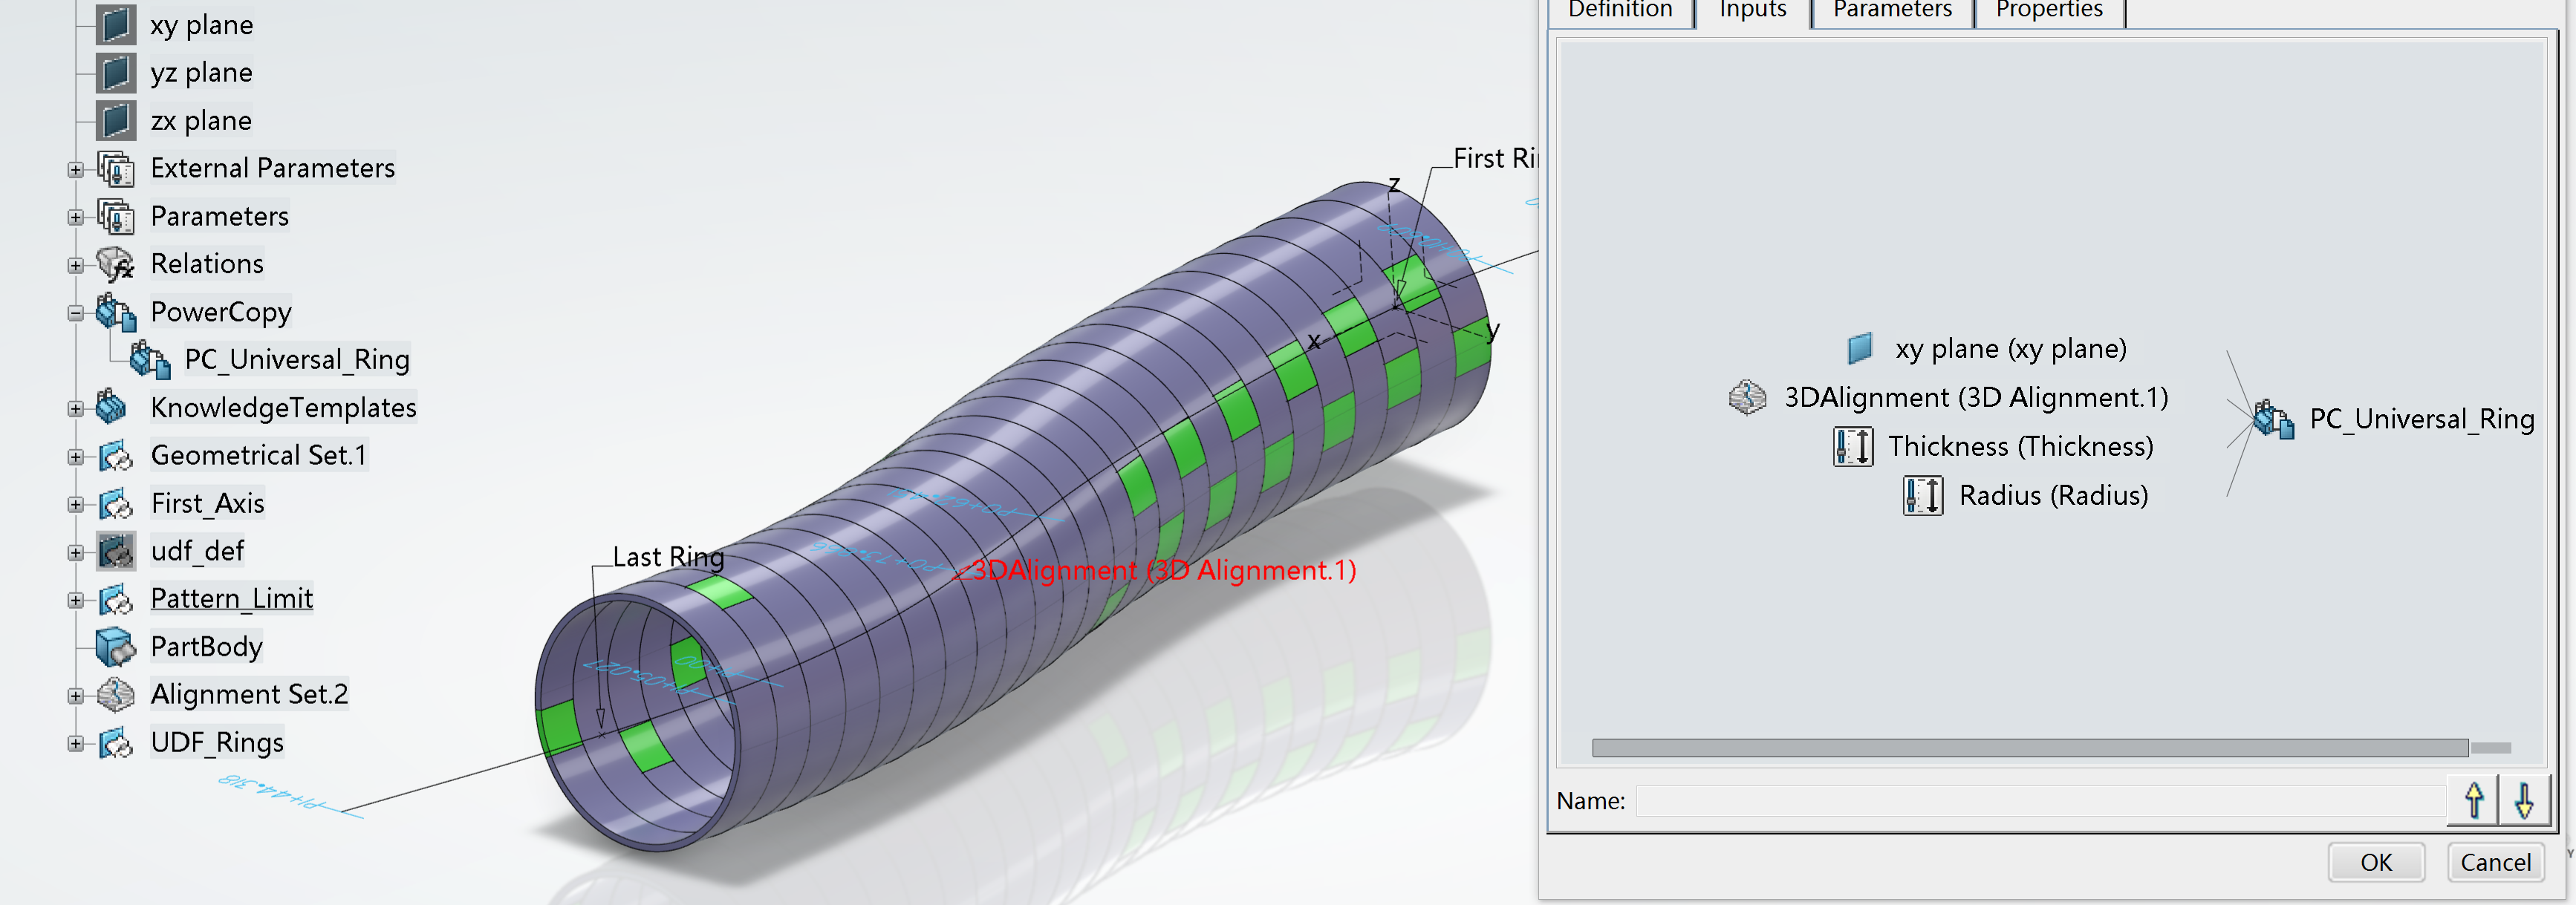 xy plane
yz plane
zx plane
External Parameters
Parameters
Relations
PowerCopy
PC_Universal_Ring
KnowledgeTemplates
Geometrical Set.1
First_Axis
udf_def
Pattern_Limit
PartBody
Alignment Set.2
UDF_Rings
First Ri
z
x
y
Last Ring
3DAlignment (3D Alignment.1)
Definition
Inputs
Parameters
Properties
xy plane (xy plane)
3DAlignment (3D Alignment.1)
Thickness (Thickness)
Radius (Radius)
PC_Universal_Ring
Name:
OK
Cancel